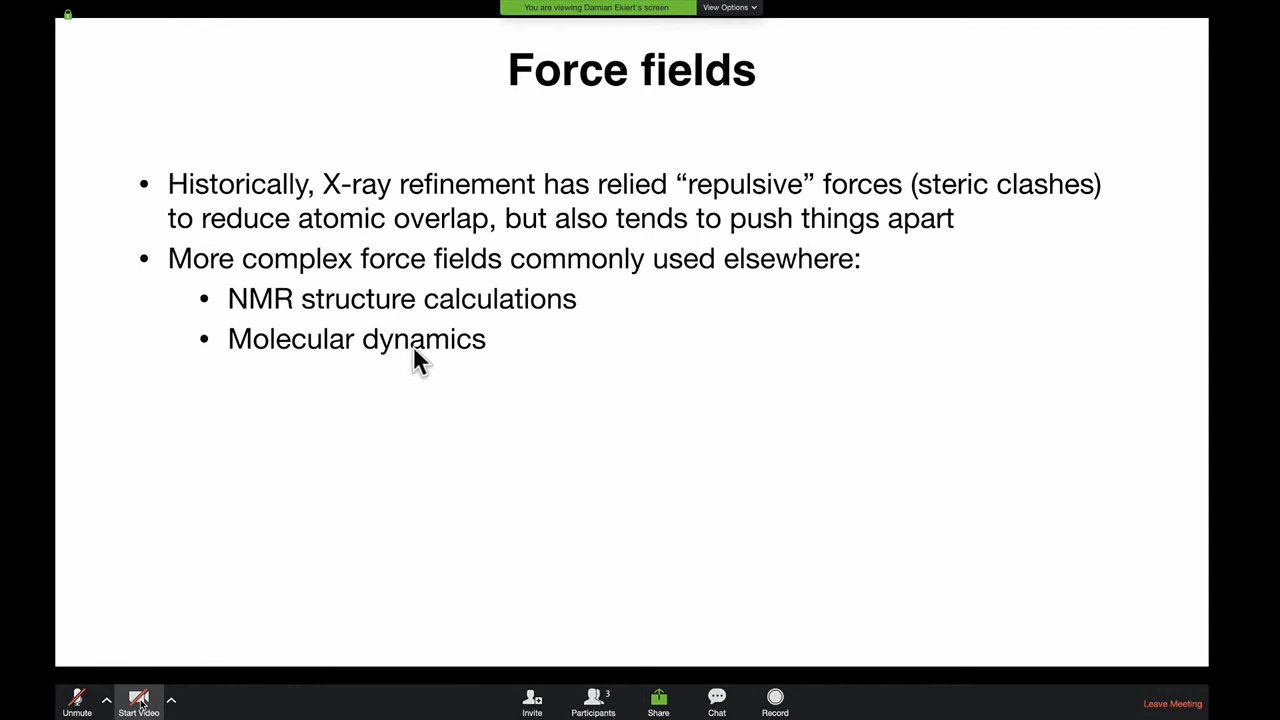 You are viewing Damian Ekiert's screen
View Options
Force fields
• Historically, X-ray refinement has relied “repulsive” forces (steric clashes)
to reduce atomic overlap, but also tends to push things apart
• More complex force fields commonly used elsewhere:
• NMR structure calculations
• Molecular dynamics
Unmute
Start Video
Invite
Participants
3
Share
Chat
Record
Leave Meeting